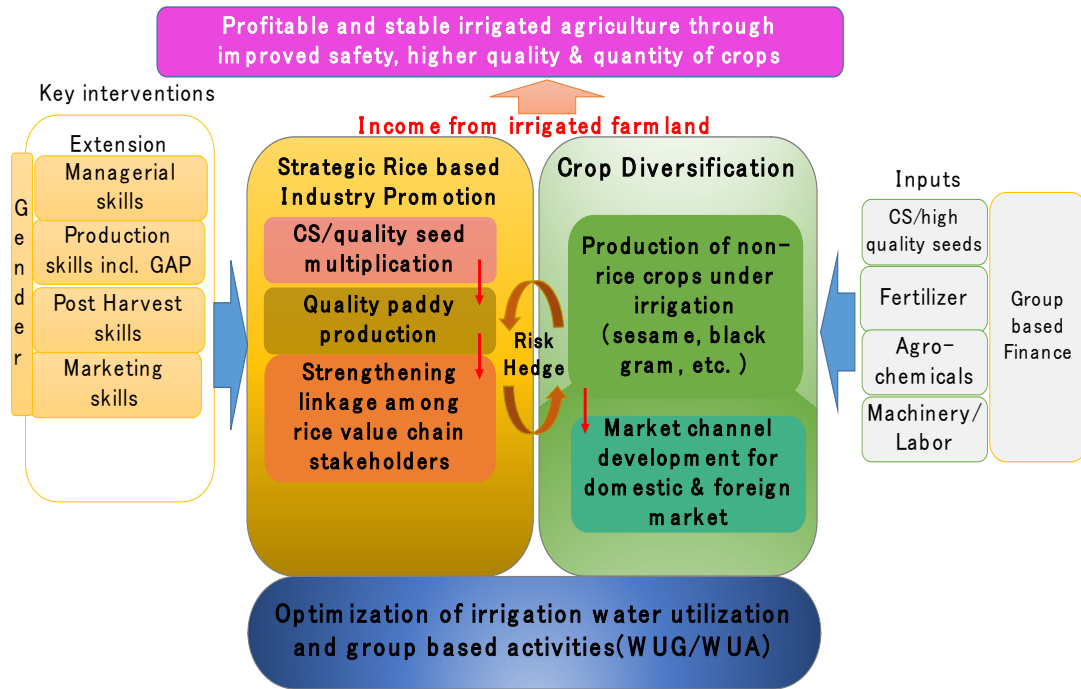 Profitable and stable irrigated agriculture through
improved safety, higher quality & quantity of crops
Key interventions
Income from irrigated farmland
Extension
Gender
Managerial
skills
Production
skills incl. GAP
Post Harvest
skills
Marketing
skills
Strategic Rice based
Industry Promotion
CS/quality seed
multiplication
Quality paddy
production
Strengthening
linkage among
rice value chain
stakeholders
Risk
Hedge
Crop Diversification
Production of non-
rice crops under
irrigation
(sesame, black
gram, etc.)
Market channel
development for
domestic & foreign
market
Inputs
CS/high
quality seeds
Fertilizer
Agro-
chemicals
Machinery/
Labor
Group
based
Finance
Optimization of irrigation water utilization
and group based activities(WUG/WUA)